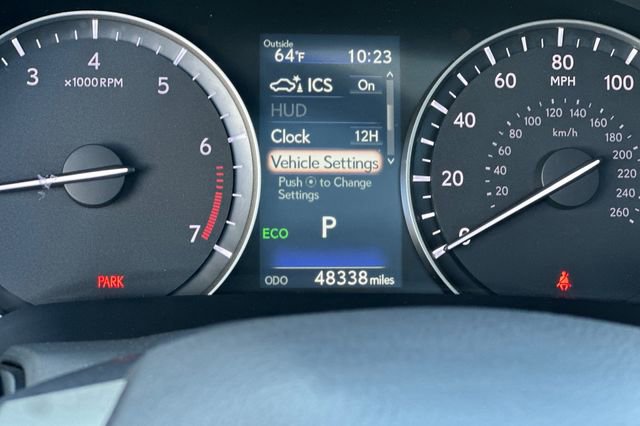 3
4
×1000RPM
5
6
7
PARK
Outside
64°F 10:23
ICS On
HUD
Clock 12H
Vehicle Settings
Push ⦿ to Change
Settings
P
ECO
ODO 48338 miles
0
20
40
60
80
100
MPH
km/h
20
40
60
80
100
120
140
160
180
200
220
240
260